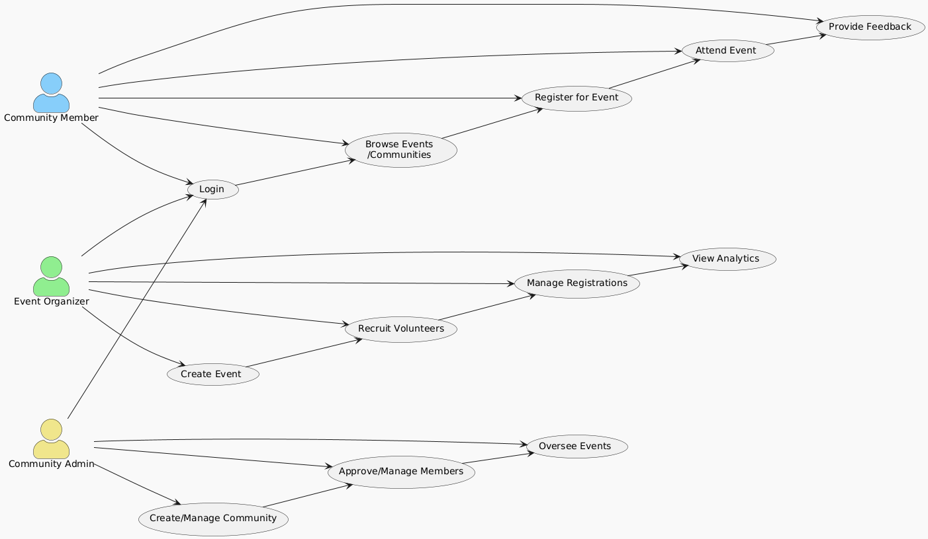 Provide Feedback
Attend Event
Register for Event
Community Member
Browse Events
/Communities
Login
View Analytics
Manage Registrations
Event Organizer
Recruit Volunteers
Create Event
Oversee Events
Community Admin
Approve/Manage Members
Create/Manage Community